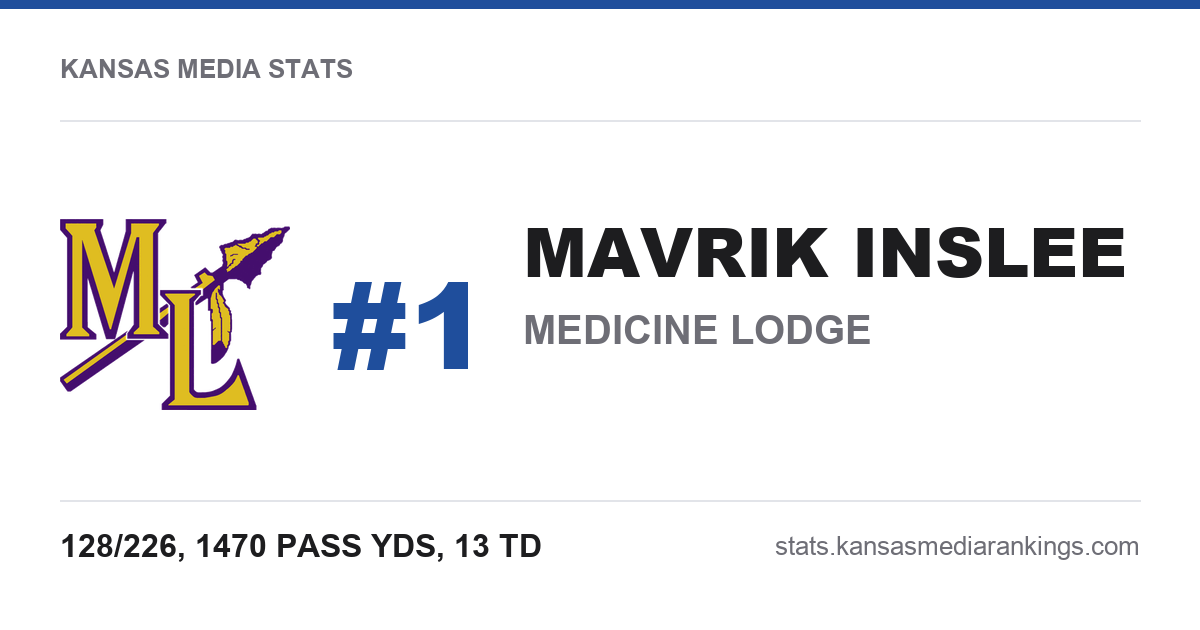 KANSAS MEDIA STATS
ML
#1
MAVRIK INSLEE
MEDICINE LODGE
128/226, 1470 PASS YDS, 13 TD
stats.kansasmediarankings.com